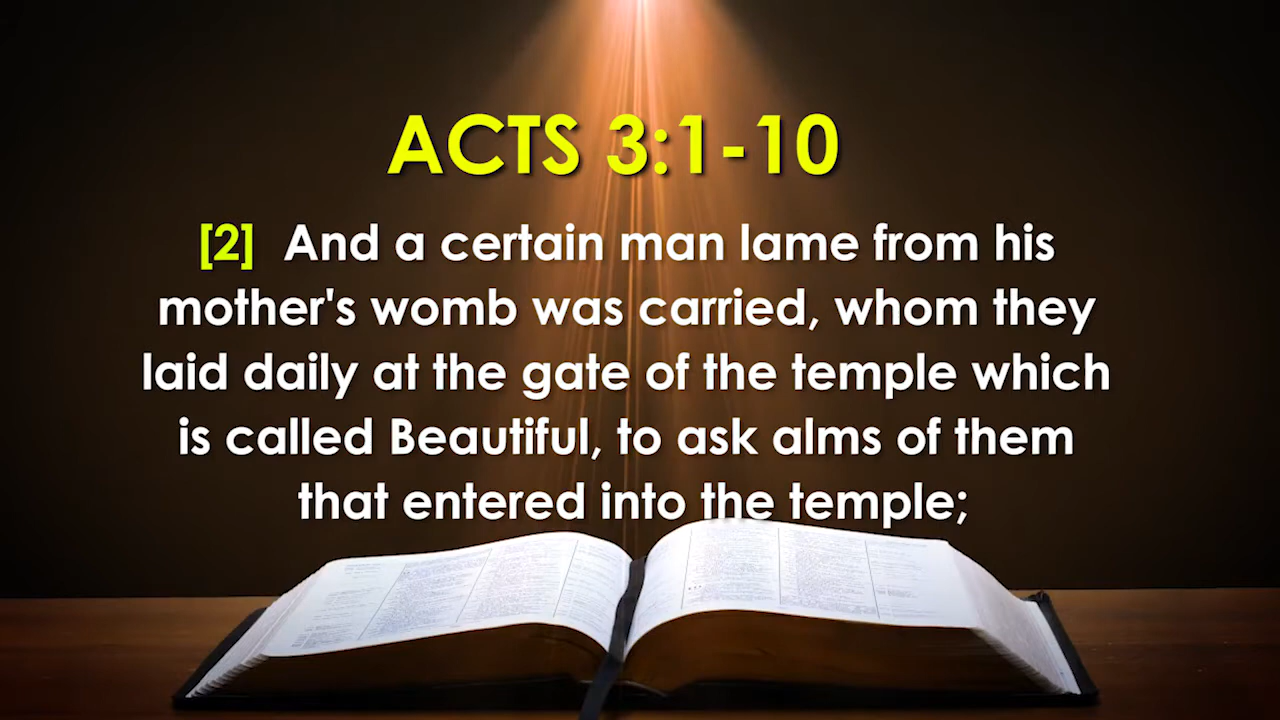 ACTS 3:1-10
[2] And a certain man lame from his
mother's womb was carried, whom they
laid daily at the gate of the temple which
is called Beautiful, to ask alms of them
that entered into the temple;